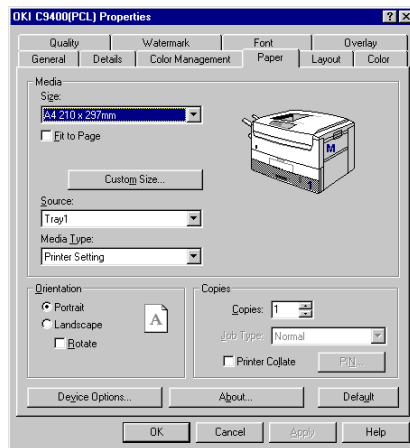 OKI C9400(PCL) Properties
Quality Watermark Font Overlay
General Details Color Management Paper Layout Color
Media
Size:
A4 210 x 297mm
Fit to Page
Custom Size...
Source:
Tray1
Media Type:
Printer Setting
M
1
Orientation
Portrait
Landscape
Rotate
A
Copies
Copies: 1
Job Type: Normal
Printer Collate PIN...
Device Options... About... Default
OK Cancel Apply Help